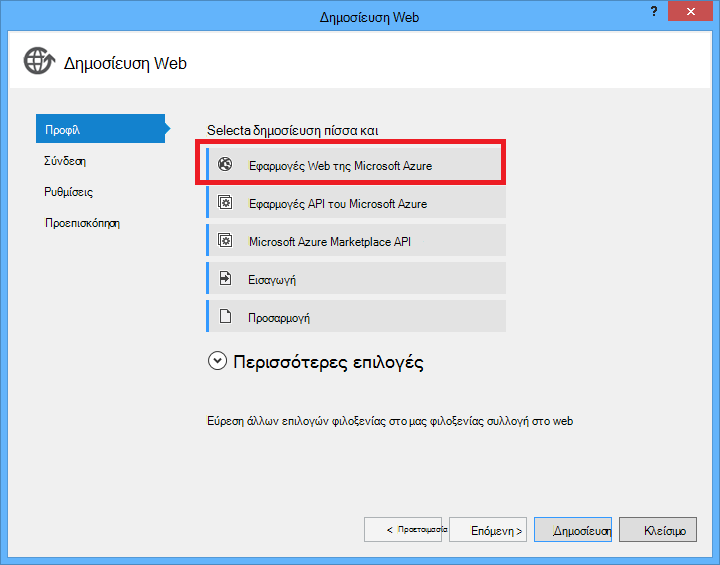 Δημοσίευση Web
?
Δημοσίευση Web
Προφίλ
Σύνδεση
Ρυθμίσεις
Προεπισκόπηση
Selecta δημοσίευση πίσσα και
Εφαρμογές Web της Microsoft Azure
Εφαρμογές API του Microsoft Azure
Microsoft Azure Marketplace API
Εισαγωγή
Προσαρμογή
Περισσότερες επιλογές
Εύρεση άλλων επιλογών φιλοξενίας στο μας φιλοξενίας συλλογή στο web
< Προετοιμασία
Επόμενη >
Δημοσίευση
Κλείσιμο